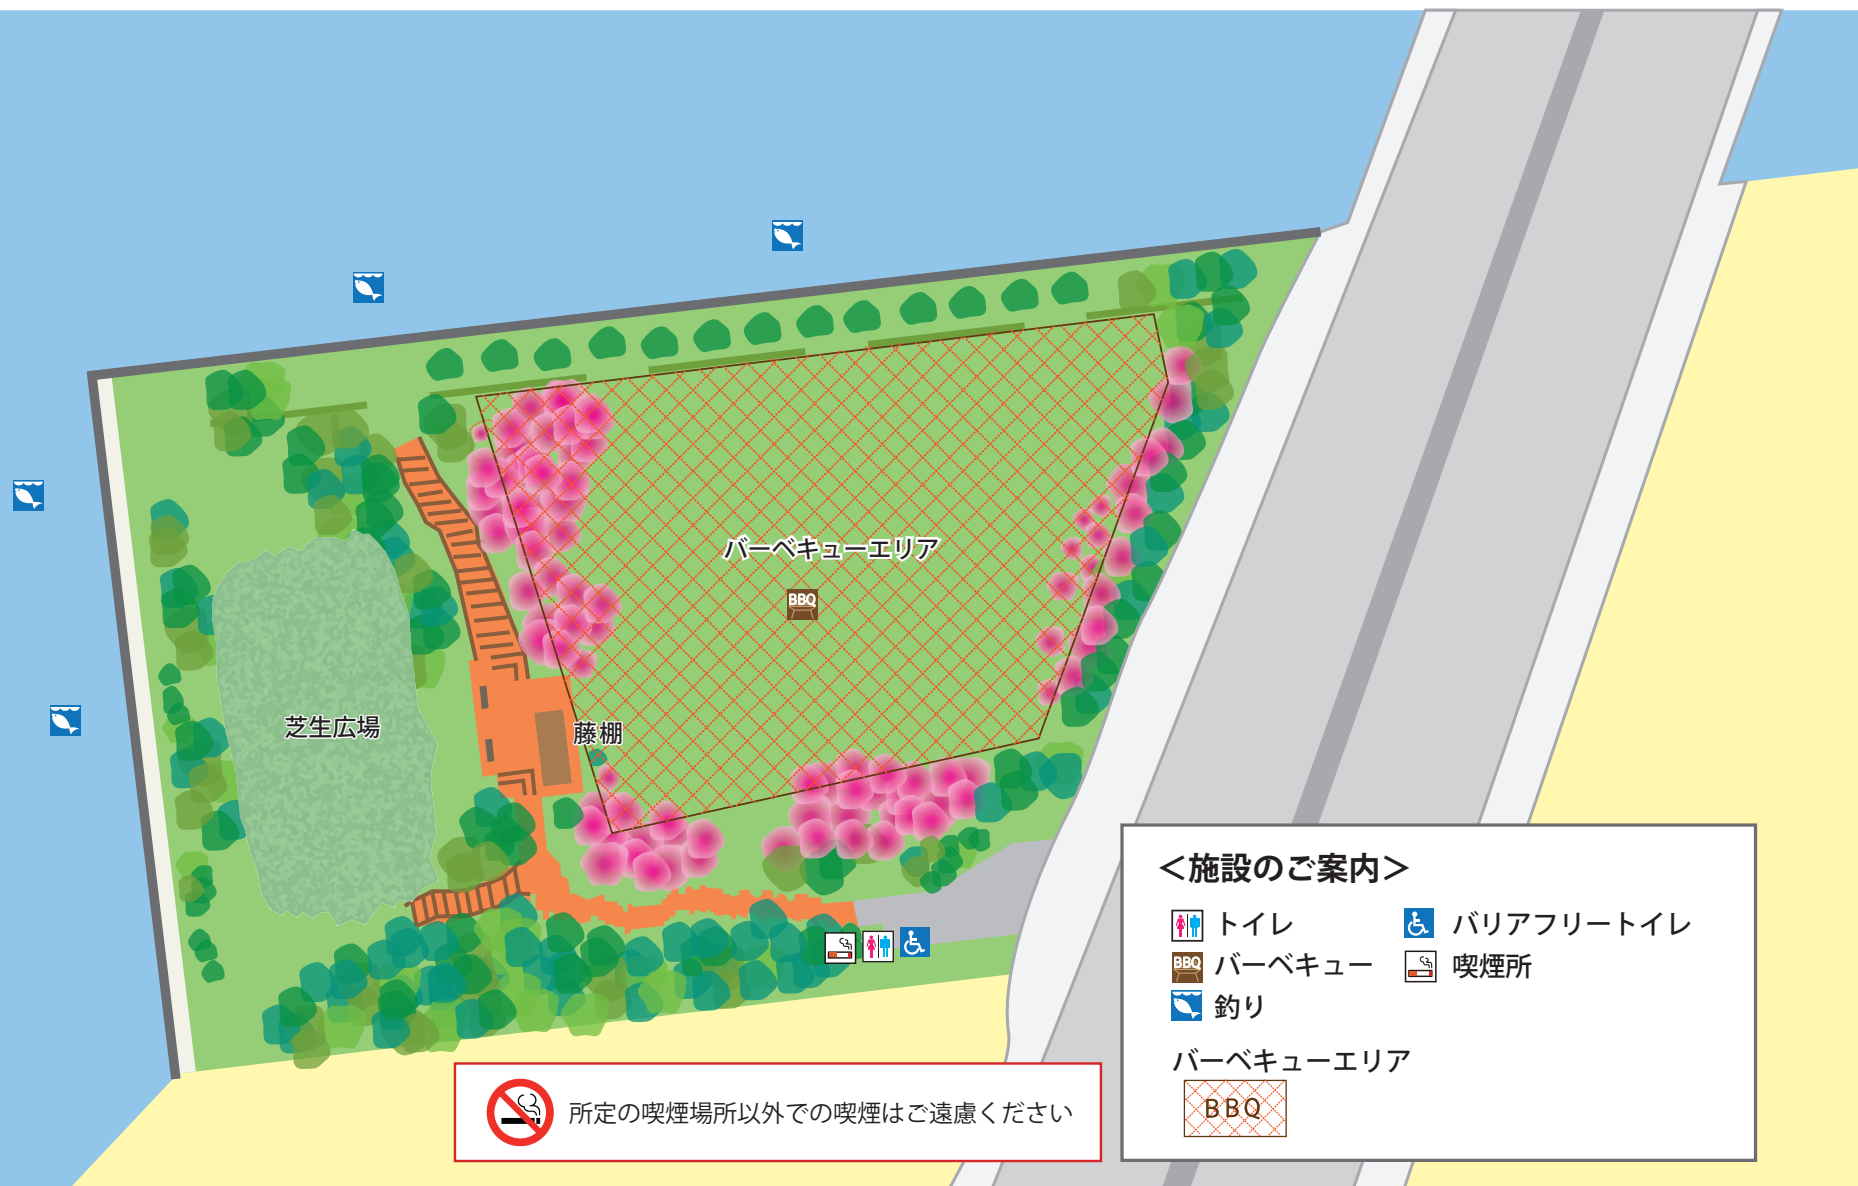 バーベキューエリア
BBQ
芝生広場
藤棚
＜施設のご案内＞
トイレ
バリアフリートイレ
BBQ
バーベキュー
喫煙所
釣り
バーベキューエリア
BBQ
所定の喫煙場所以外での喫煙はご遠慮ください